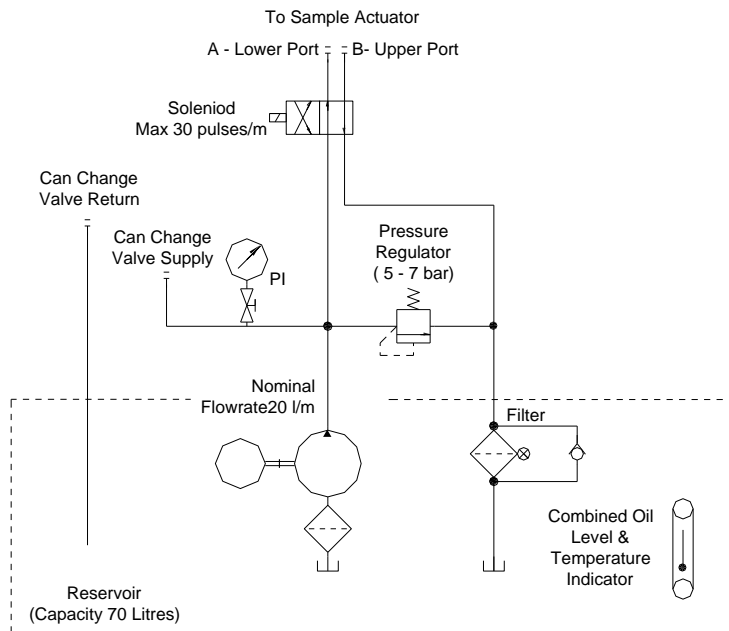 To Sample Actuator
A - Lower Port
B- Upper Port
Soleniod
Max 30 pulses/m
Can Change
Valve Return
Can Change
Valve Supply
PI
Pressure
Regulator
( 5 - 7 bar)
Nominal
Flowrate20 l/m
Filter
Combined Oil
Level &
Temperature
Indicator
Reservoir
(Capacity 70 Litres)